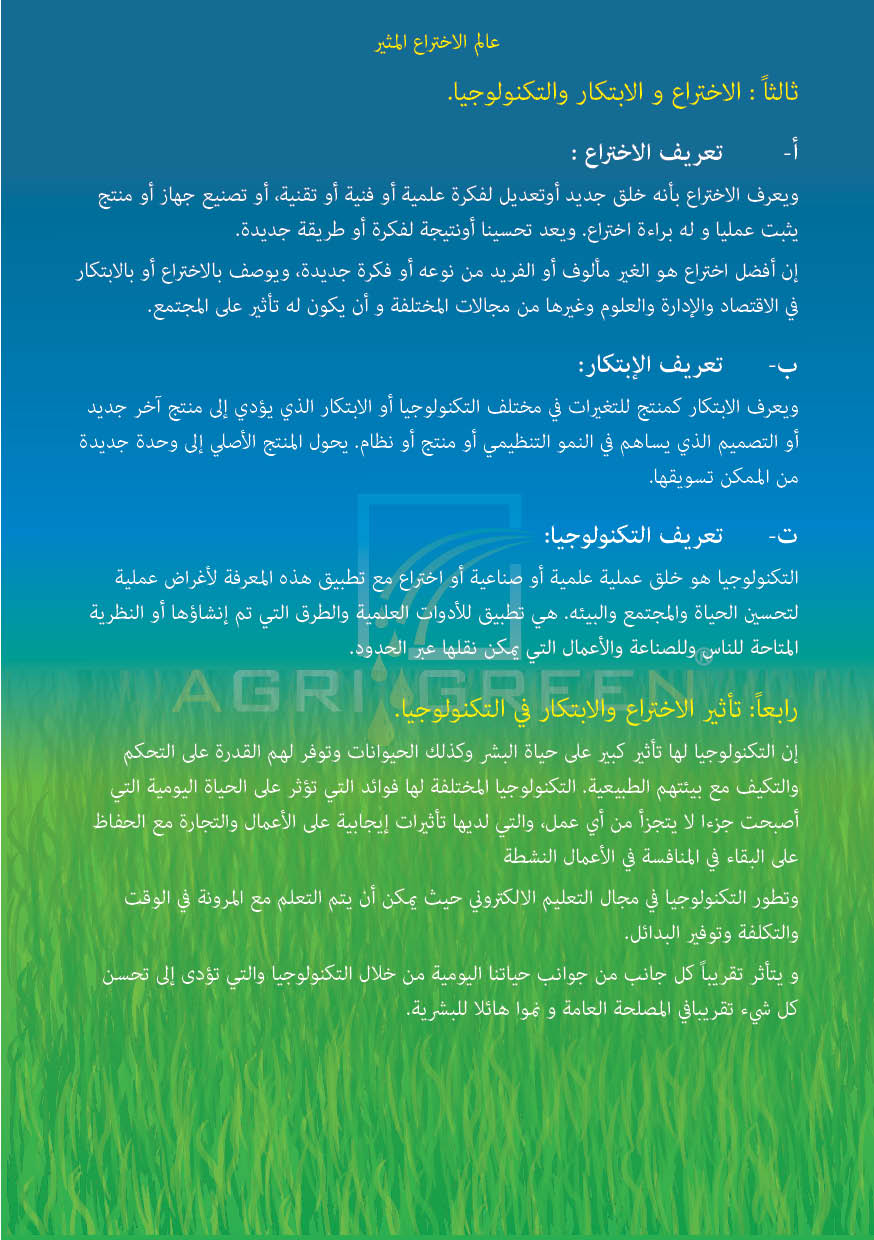 عالم الاختراع المثير
ثالثاً : الاختراع و الابتكار والتكنولوجيا.
أ- تعريف الاختراع :
ويعرف الاختراع بأنه خلق جديد أوتعديل لفكرة علمية أو فنية أو تقنية، أو تصنيع جهاز أو منتج
يثبت عمليا و له براءة اختراع. ويعد تحسينا أونتيجة لفكرة أو طريقة جديدة.
إن أفضل اختراع هو الغير مألوف أو الفريد من نوعه أو فكرة جديدة، ويوصف بالاختراع أو بالابتكار
في الاقتصاد والإدارة والعلوم وغيرها من مجالات المختلفة و أن يكون له تأثير على المجتمع.
ب- تعريف الإبتكار:
ويعرف الابتكار كمنتج للتغيرات في مختلف التكنولوجيا أو الابتكار الذي يؤدي إلى منتج آخر جديد
أو التصميم الذي يساهم في النمو التنظيمي أو منتج أو نظام. يحول المنتج الأصلي إلى وحدة جديدة
من الممكن تسويقها.
ت- تعريف التكنولوجيا:
التكنولوجيا هو خلق عملية علمية أو صناعية أو اختراع مع تطبيق هذه المعرفة لأغراض عملية
لتحسين الحياة والمجتمع والبيئه. هي تطبيق للأدوات العلمية والطرق التي تم إنشاؤها أو النظرية
المتاحة للناس وللصناعة والأعمال التي يمكن نقلها عبر الحدود.
AGRI GREEN ©
رابعاً: تأثير الاختراع والابتكار في التكنولوجيا.
إن التكنولوجيا لها تأثير كبير على حياة البشر وكذلك الحيوانات وتوفر لهم القدرة على التحكم
والتكيف مع بيئتهم الطبيعية. التكنولوجيا المختلفة لها فوائد التي تؤثر على الحياة اليومية التي
أصبحت جزءا لا يتجزأ من أي عمل، والتي لديها تأثيرات إيجابية على الأعمال والتجارة مع الحفاظ
على البقاء في المنافسة في الأعمال النشطة
وتطور التكنولوجيا في مجال التعليم الالكتروني حيث يمكن أن يتم التعلم مع المرونة في الوقت
والتكلفة وتوفير البدائل.
و يتأثر تقريباً كل جانب من جوانب حياتنا اليومية من خلال التكنولوجيا والتي تؤدى إلى تحسن
كل شيء تقريبافي المصلحة العامة و نموا هائلا للبشرية.